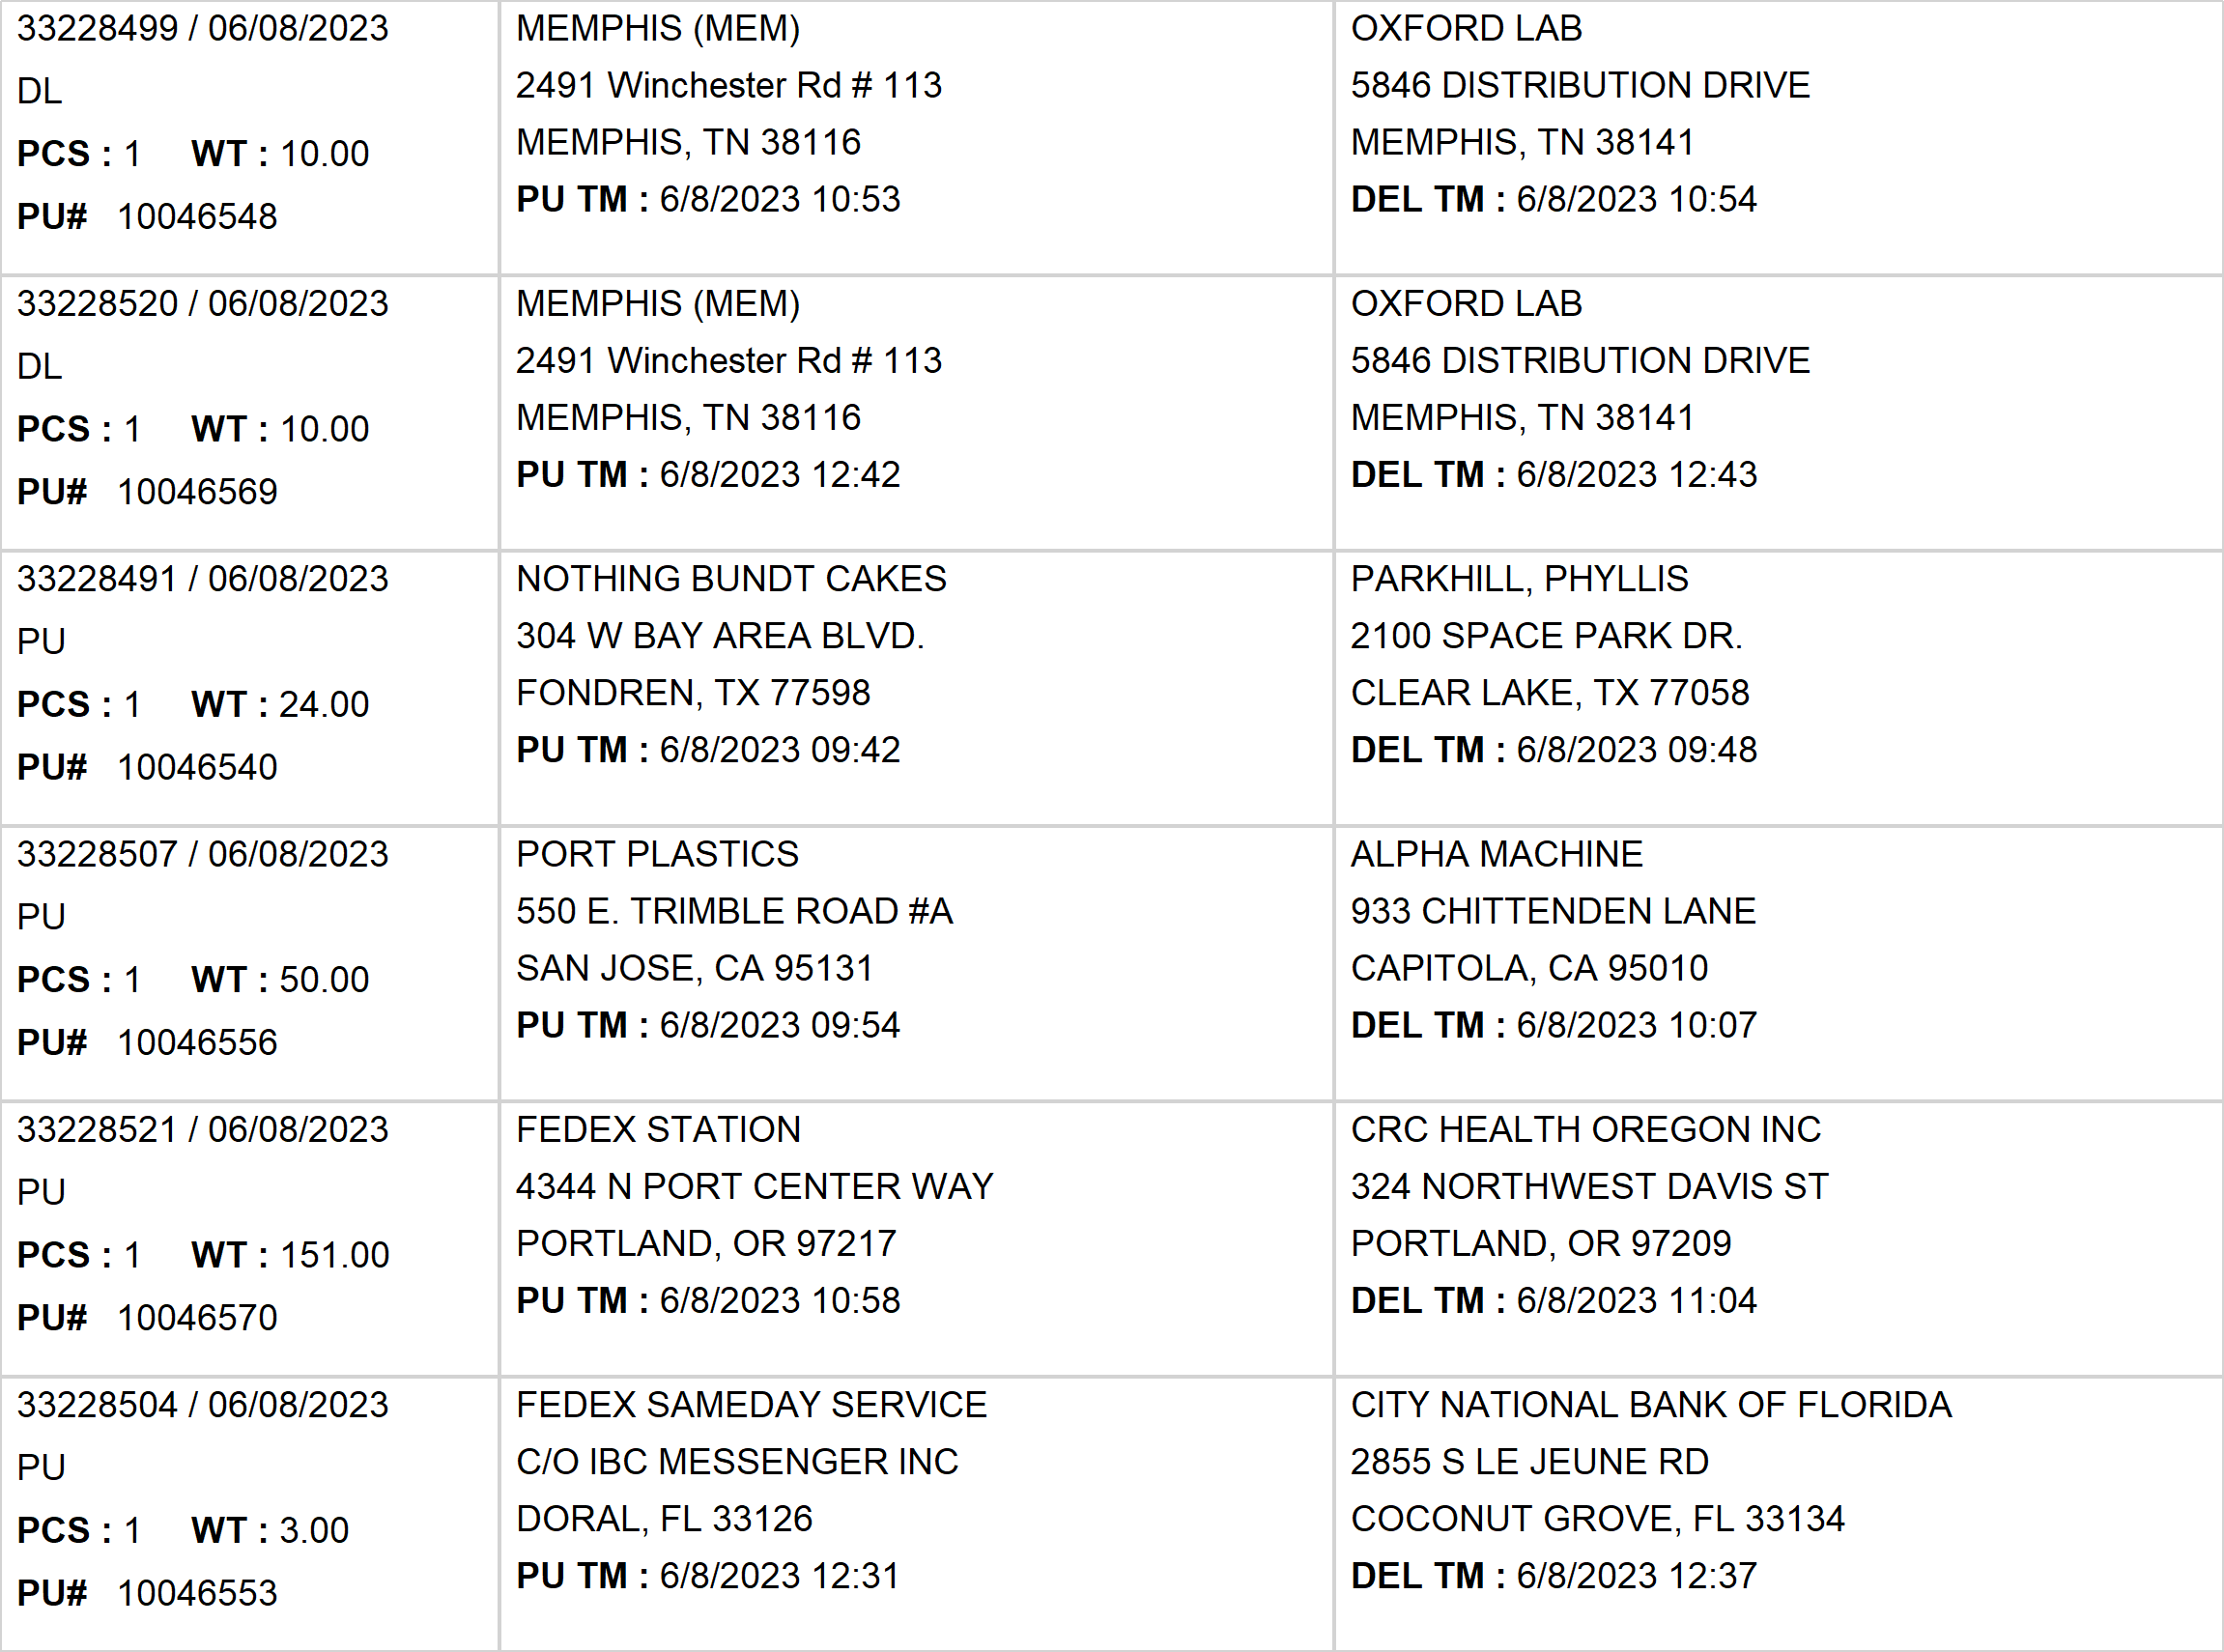 33228499 / 06/08/2023
DL
PCS : 1 WT : 10.00
PU# 10046548
MEMPHIS (MEM)
2491 Winchester Rd # 113
MEMPHIS, TN 38116
PU TM : 6/8/2023 10:53
OXFORD LAB
5846 DISTRIBUTION DRIVE
MEMPHIS, TN 38141
DEL TM : 6/8/2023 10:54
33228520 / 06/08/2023
DL
PCS : 1 WT : 10.00
PU# 10046569
MEMPHIS (MEM)
2491 Winchester Rd # 113
MEMPHIS, TN 38116
PU TM : 6/8/2023 12:42
OXFORD LAB
5846 DISTRIBUTION DRIVE
MEMPHIS, TN 38141
DEL TM : 6/8/2023 12:43
33228491 / 06/08/2023
PU
PCS : 1 WT : 24.00
PU# 10046540
NOTHING BUNDT CAKES
304 W BAY AREA BLVD.
FONDREN, TX 77598
PU TM : 6/8/2023 09:42
PARKHILL, PHYLLIS
2100 SPACE PARK DR.
CLEAR LAKE, TX 77058
DEL TM : 6/8/2023 09:48
33228507 / 06/08/2023
PU
PCS : 1 WT : 50.00
PU# 10046556
PORT PLASTICS
550 E. TRIMBLE ROAD #A
SAN JOSE, CA 95131
PU TM : 6/8/2023 09:54
ALPHA MACHINE
933 CHITTENDEN LANE
CAPITOLA, CA 95010
DEL TM : 6/8/2023 10:07
33228521 / 06/08/2023
PU
PCS : 1 WT : 151.00
PU# 10046570
FEDEX STATION
4344 N PORT CENTER WAY
PORTLAND, OR 97217
PU TM : 6/8/2023 10:58
CRC HEALTH OREGON INC
324 NORTHWEST DAVIS ST
PORTLAND, OR 97209
DEL TM : 6/8/2023 11:04
33228504 / 06/08/2023
PU
PCS : 1 WT : 3.00
PU# 10046553
FEDEX SAMEDAY SERVICE
C/O IBC MESSENGER INC
DORAL, FL 33126
PU TM : 6/8/2023 12:31
CITY NATIONAL BANK OF FLORIDA
2855 S LE JEUNE RD
COCONUT GROVE, FL 33134
DEL TM : 6/8/2023 12:37